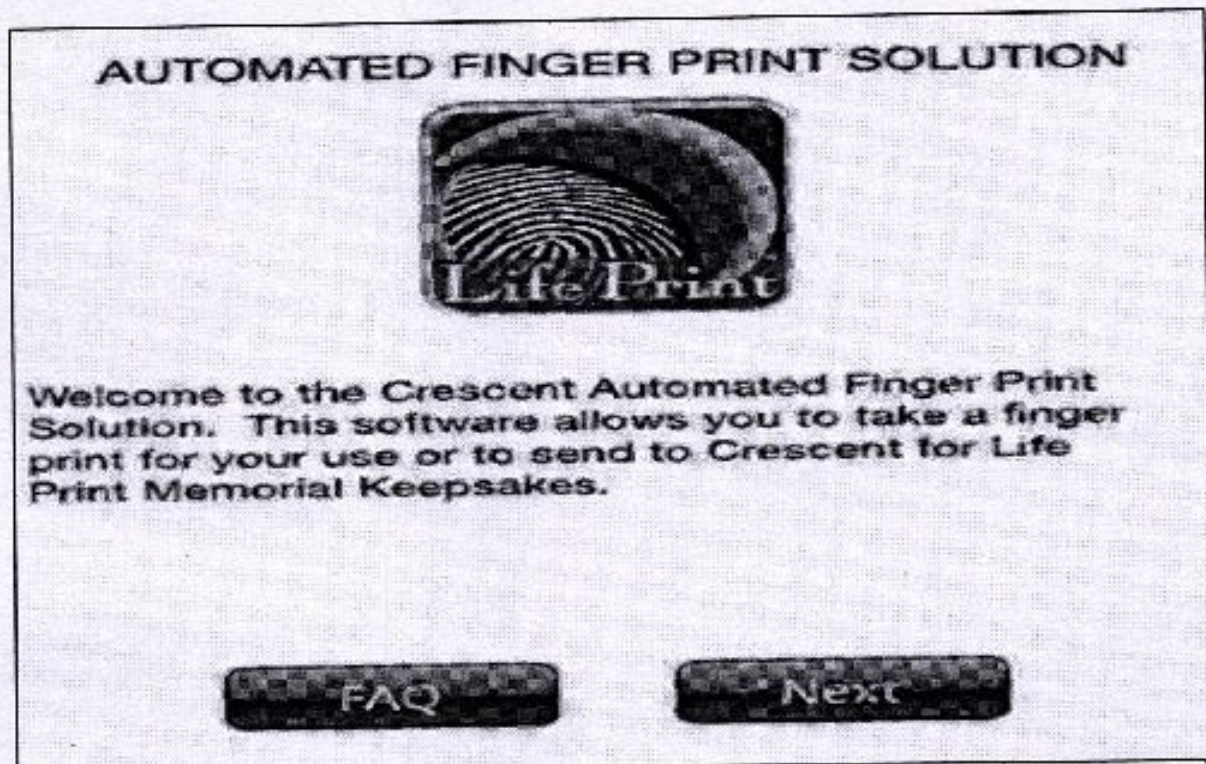 AUTOMATED FINGER PRINT SOLUTION
Life Print
Welcome to the Crescent Automated Finger Print
Solution. This software allows you to take a finger
print for your use or to send to Crescent for Life
Print Memorial Keepsakes.
FAQ
Next